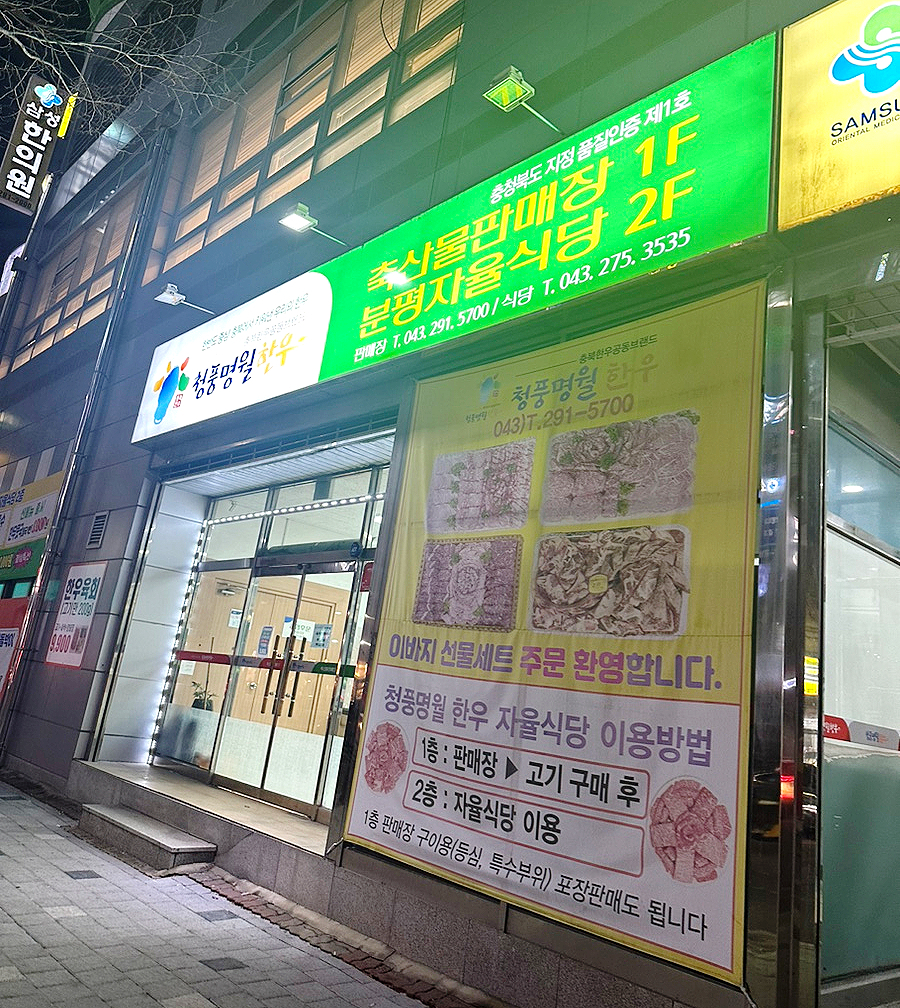 삼성
한의원
SAMSU
ORIENTAL MEDIC
충청북도 지정 품질인증 제1호
축산물판매장 1F
분평자율식당 2F
판매장 T. 043. 291. 5700 / 식당 T. 043. 275. 3535
청풍명월 한우
충북한우공동브랜드
청풍명월 한우
043)T.291-5700
이바지 선물세트 주문 환영합니다.
청풍명월 한우 자율식당 이용방법
1층 : 판매장 ▶ 고기 구매 후
2층 : 자율식당 이용
1층 판매장 구이용(등심, 특수부위) 포장판매도 됩니다
한우육회
(고기만 200g)